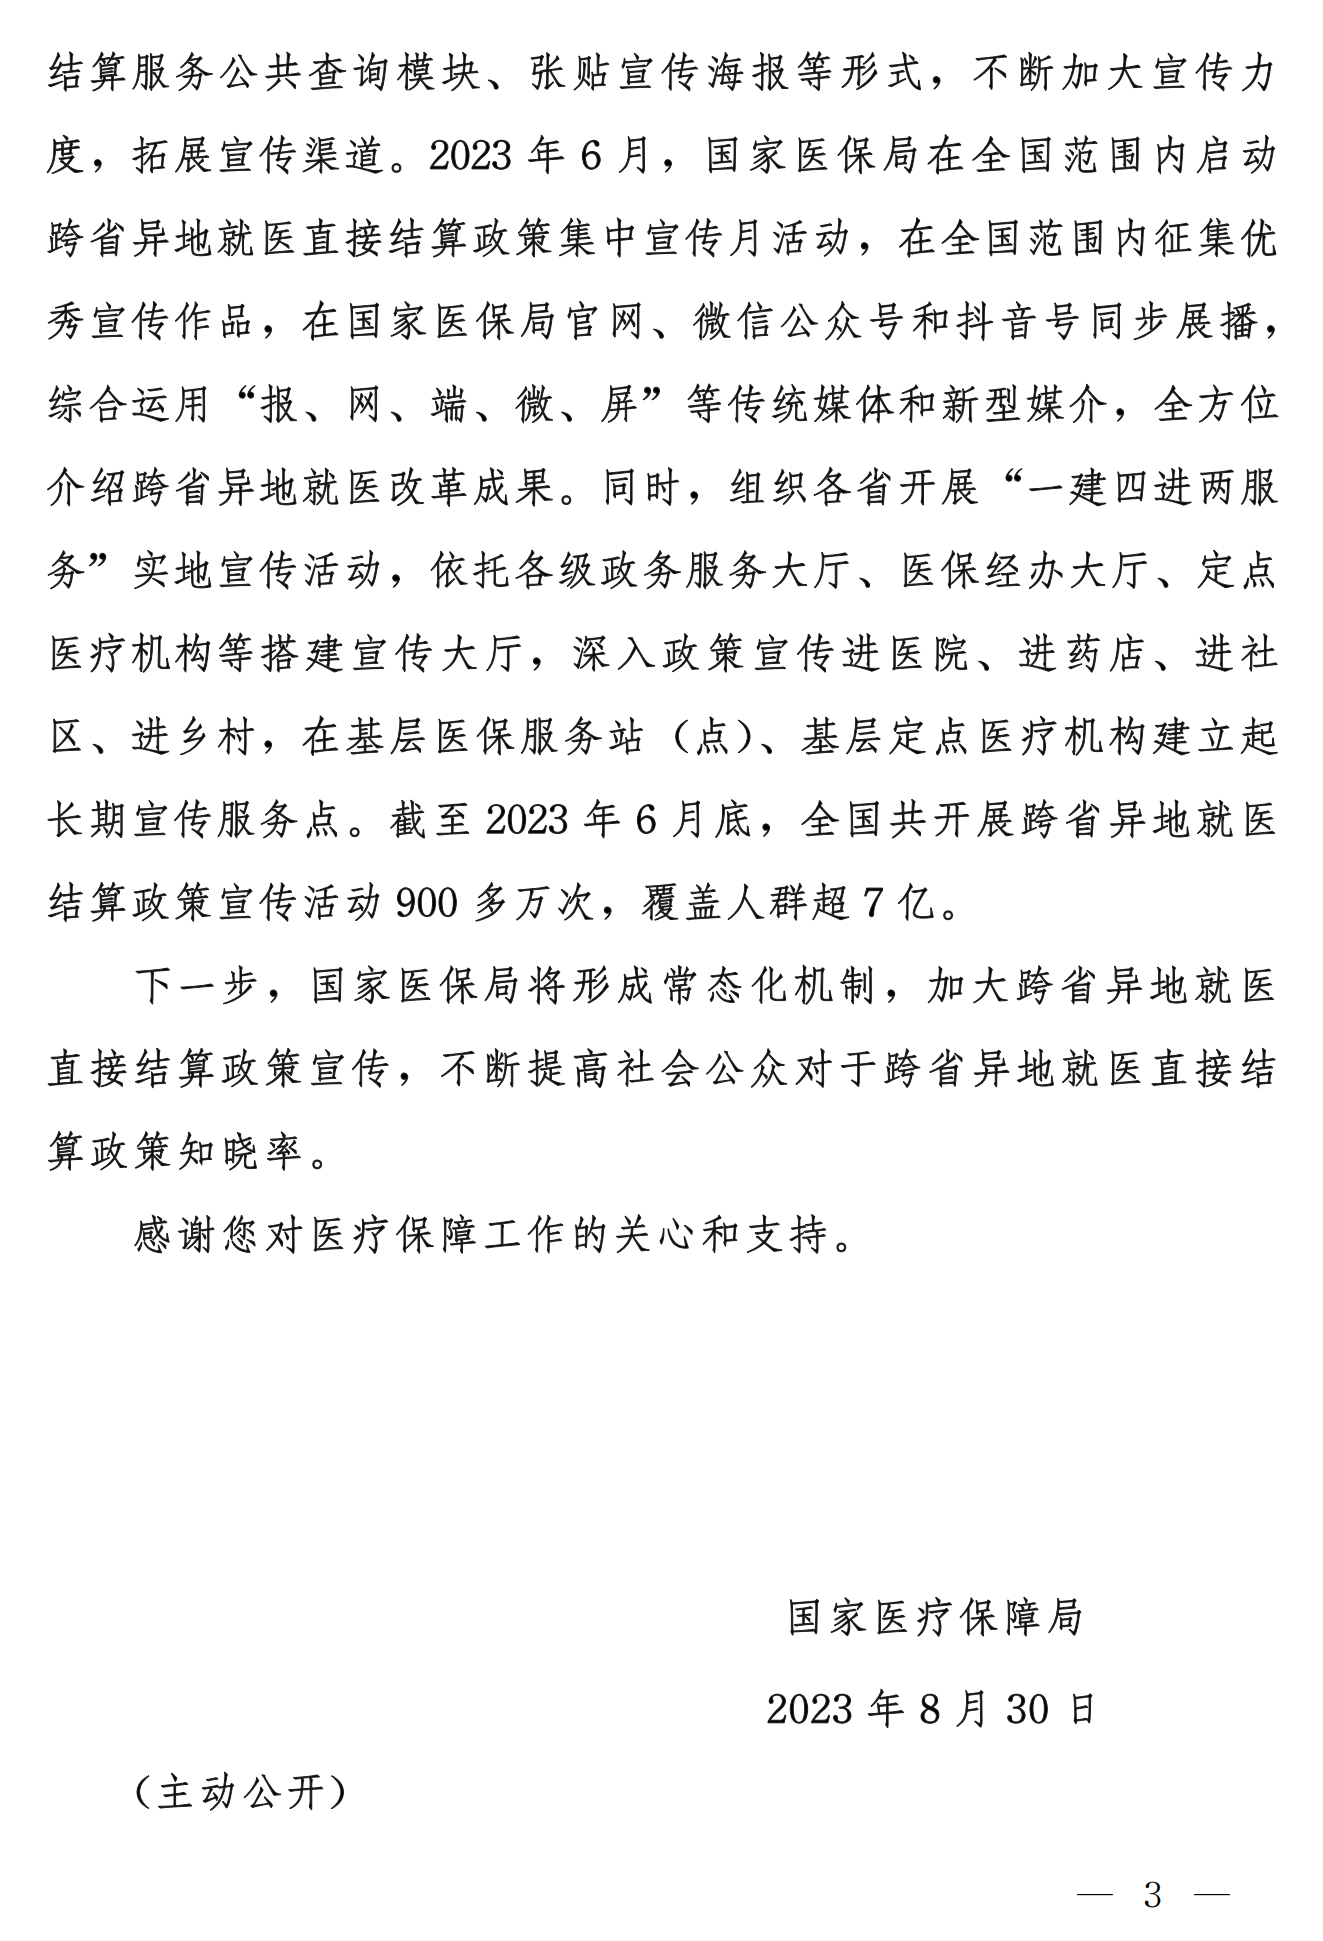 结算服务公共查询模块、张贴宣传海报等形式，不断加大宣传力
度，拓展宣传渠道。2023 年 6 月，国家医保局在全国范围内启动
跨省异地就医直接结算政策集中宣传月活动，在全国范围内征集优
秀宣传作品，在国家医保局官网、微信公众号和抖音号同步展播，
综合运用“报、网、端、微、屏”等传统媒体和新型媒介，全方位
介绍跨省异地就医改革成果。同时，组织各省开展“一建四进两服
务”实地宣传活动，依托各级政务服务大厅、医保经办大厅、定点
医疗机构等搭建宣传大厅，深入政策宣传进医院、进药店、进社
区、进乡村，在基层医保服务站（点）、基层定点医疗机构建立起
长期宣传服务点。截至 2023 年 6 月底，全国共开展跨省异地就医
结算政策宣传活动 900 多万次，覆盖人群超 7 亿。
下一步，国家医保局将形成常态化机制，加大跨省异地就医
直接结算政策宣传，不断提高社会公众对于跨省异地就医直接结
算政策知晓率。
感谢您对医疗保障工作的关心和支持。
国家医疗保障局
2023 年 8 月 30 日
（主动公开）
— 3 —